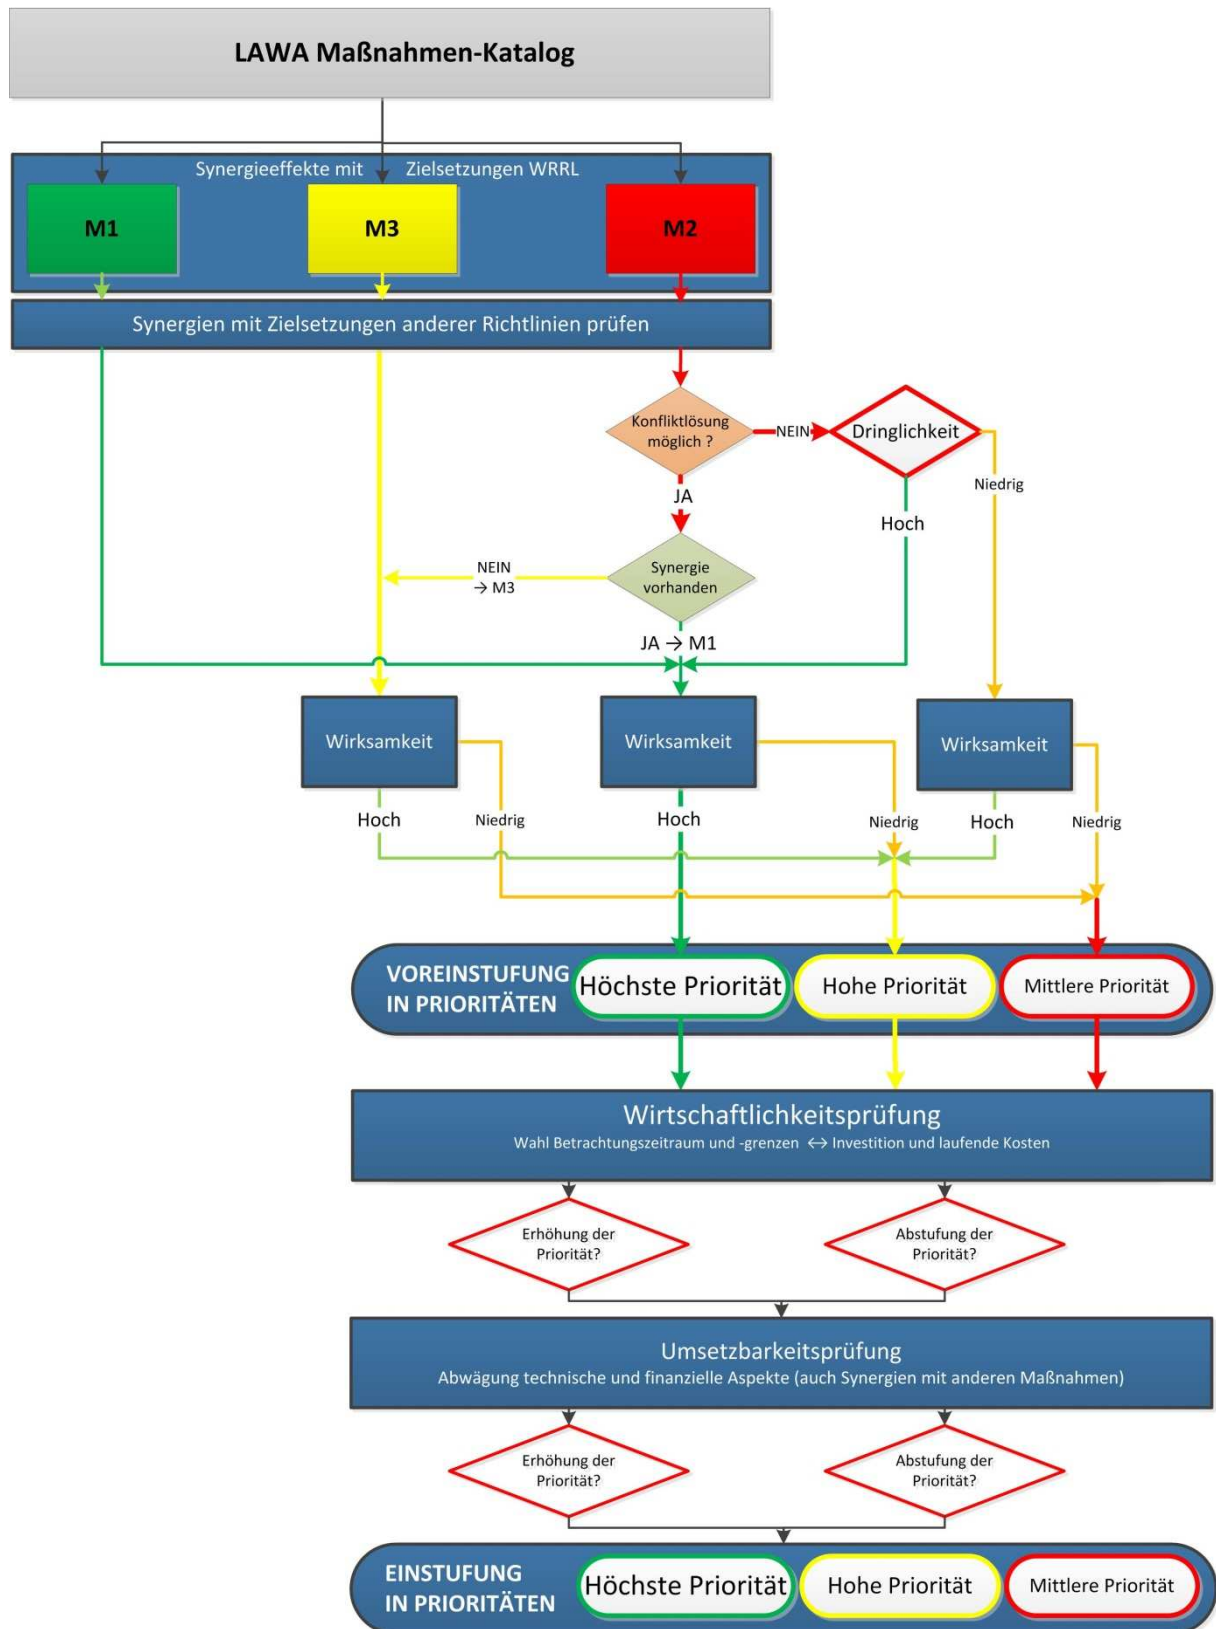 LAWA Maßnahmen-Katalog
Synergieeffekte mit Zielsetzungen WRRL
M1
M3
M2
Synergien mit Zielsetzungen anderer Richtlinien prüfen
Konfliktlösung
möglich ?
NEIN
Dringlichkeit
JA
Niedrig
Hoch
NEIN
→ M3
Synergie
vorhanden
JA → M1
Wirksamkeit
Wirksamkeit
Wirksamkeit
Hoch
Niedrig
Hoch
Niedrig
Hoch
Niedrig
VOREINSTUFUNG
IN PRIORITÄTEN
Höchste Priorität
Hohe Priorität
Mittlere Priorität
Wirtschaftlichkeitsprüfung
Wahl Betrachtungszeitraum und -grenzen ↔ Investition und laufende Kosten
Erhöhung der
Priorität?
Abstufung der
Priorität?
Umsetzbarkeitsprüfung
Abwägung technische und finanzielle Aspekte (auch Synergien mit anderen Maßnahmen)
Erhöhung der
Priorität?
Abstufung der
Priorität?
EINSTUFUNG
IN PRIORITÄTEN
Höchste Priorität
Hohe Priorität
Mittlere Priorität